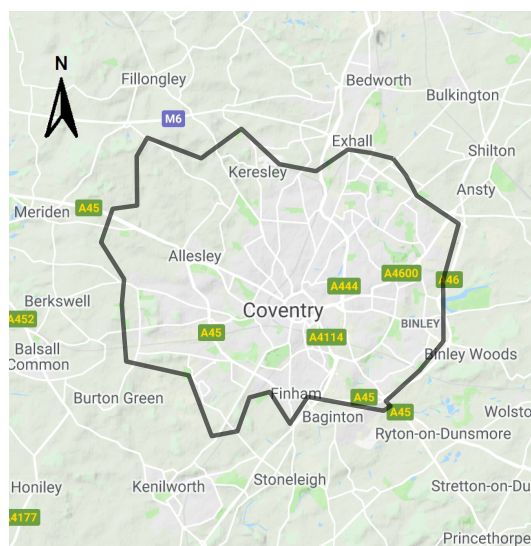 N
Fillongley
Bedworth
Bulkington
M6
Exhall
Shilton
Keresley
Ansty
A45
Meriden
Allesley
A4600
A46
A444
Berkswell
Coventry
A452
A45
BINLEY
A4114
Balsall
Common
Binley Woods
Burton Green
Finham
A45
A45
Baginton
Wolsto
Ryton-on-Dunsmore
Stoneleigh
Kenilworth
Honiley
Stretton-on-Du
A4177
Princethorpe